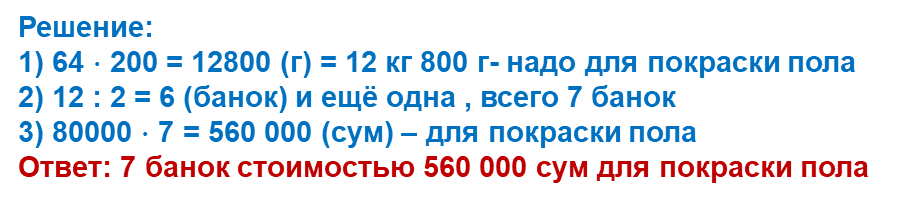 Решение:
1) 64 · 200 = 12800 (г) = 12 кг 800 г- надо для покраски пола
2) 12 : 2 = 6 (банок) и ещё одна , всего 7 банок
3) 80000 · 7 = 560 000 (сум) – для покраски пола
Ответ: 7 банок стоимостью 560 000 сум для покраски пола